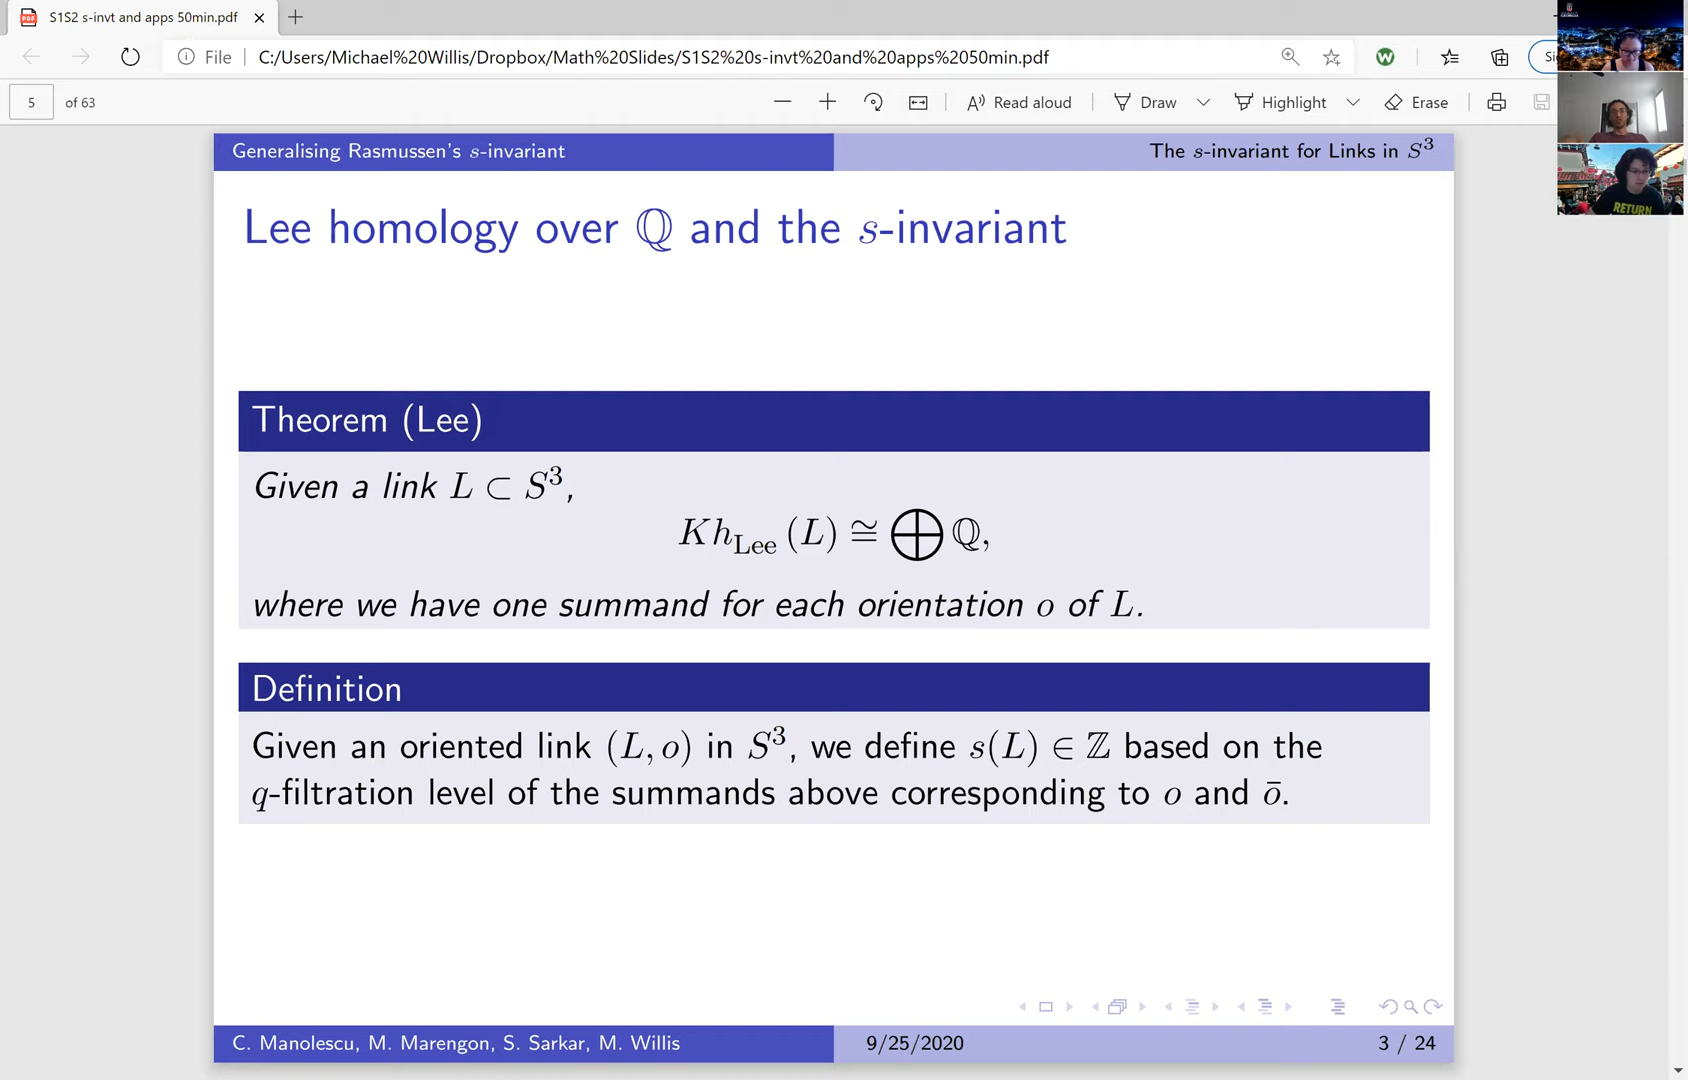 S1S2 s-invt and apps 50min.pdf
File C:/Users/Michael%20Willis/Dropbox/Math%20Slides/S1S2%20s-invt%20and%20apps%2050min.pdf
5 of 63 Read aloud Draw Highlight Erase
Generalising Rasmussen's s-invariant The s-invariant for Links in S³
Lee homology over ℚ and the s-invariant
Theorem (Lee)
Given a link L ⊂ S³,
Kh_Lee (L) ≅ ⨁ ℚ,
where we have one summand for each orientation o of L.
Definition
Given an oriented link (L, o) in S³, we define s(L) ∈ ℤ based on the
q-filtration level of the summands above corresponding to o and ō.
C. Manolescu, M. Marengon, S. Sarkar, M. Willis 9/25/2020 3 / 24
RETURN